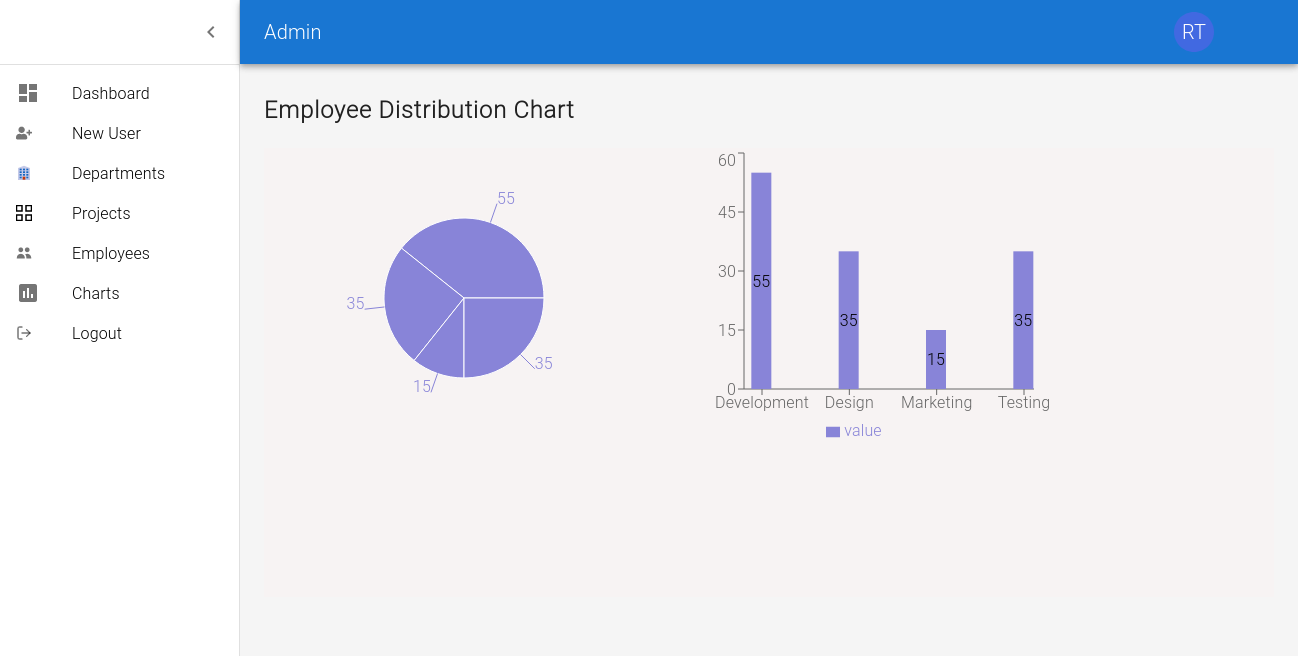 Admin
RT
Dashboard
New User
Departments
Projects
Employees
Charts
Logout
Employee Distribution Chart
55
35
15
35
60
45
30
15
0
55
35
15
35
Development Design Marketing Testing
value